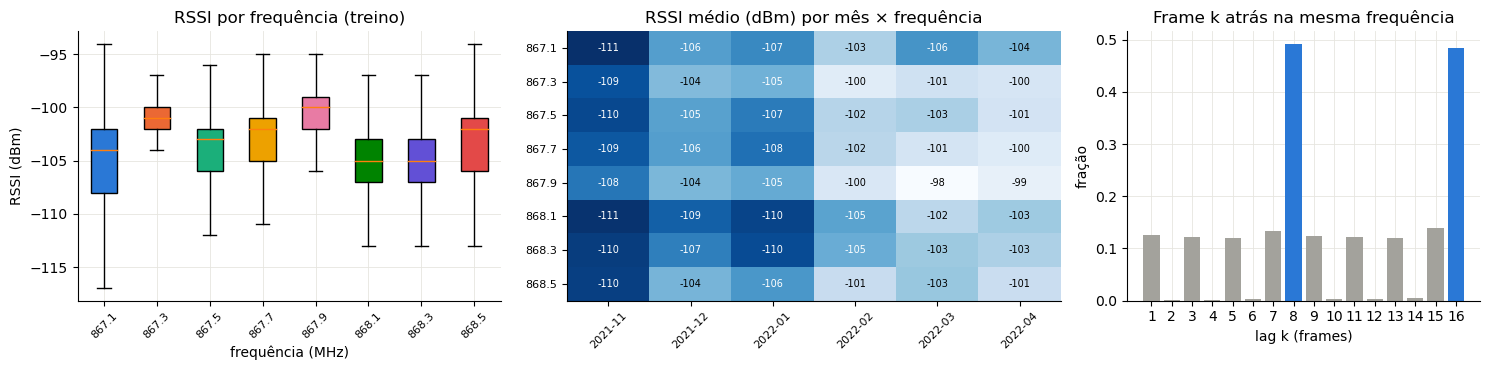 RSSI por frequência (treino)
RSSI (dBm)
−95
−100
−105
−110
−115
867.1 867.3 867.5 867.7 867.9 868.1 868.3 868.5
frequência (MHz)
RSSI médio (dBm) por mês × frequência
867.1 -111 -106 -107 -103 -106 -104
867.3 -109 -104 -105 -100 -101 -100
867.5 -110 -105 -107 -102 -103 -101
867.7 -109 -106 -108 -102 -101 -100
867.9 -108 -104 -105 -100 -98 -99
868.1 -111 -109 -110 -105 -102 -103
868.3 -110 -107 -110 -105 -103 -103
868.5 -110 -104 -106 -101 -103 -101
2021-11 2021-12 2022-01 2022-02 2022-03 2022-04
Frame k atrás na mesma frequência
fração
0.5
0.4
0.3
0.2
0.1
0.0
1 2 3 4 5 6 7 8 9 10 11 12 13 14 15 16
lag k (frames)